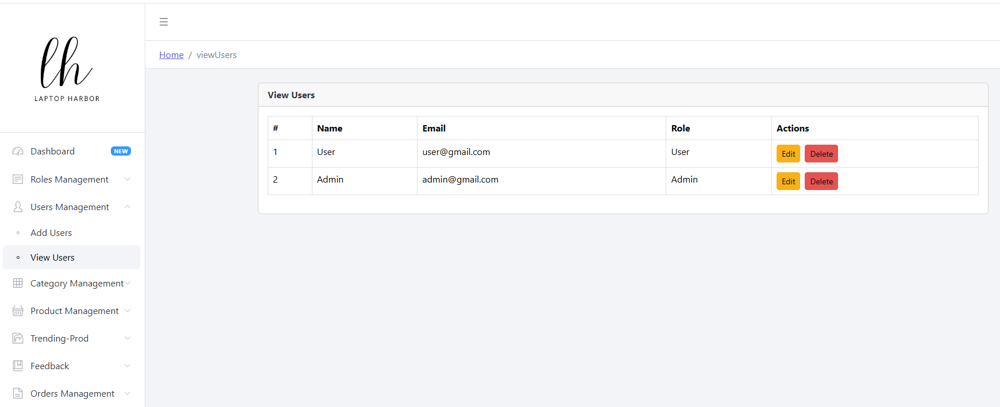 lh
LAPTOP HARBOR
Dashboard NEW
Roles Management
Users Management
Add Users
View Users
Category Management
Product Management
Trending-Prod
Feedback
Orders Management
Home / viewUsers
View Users
# Name Email Role Actions
1 User user@gmail.com User Edit Delete
2 Admin admin@gmail.com Admin Edit Delete